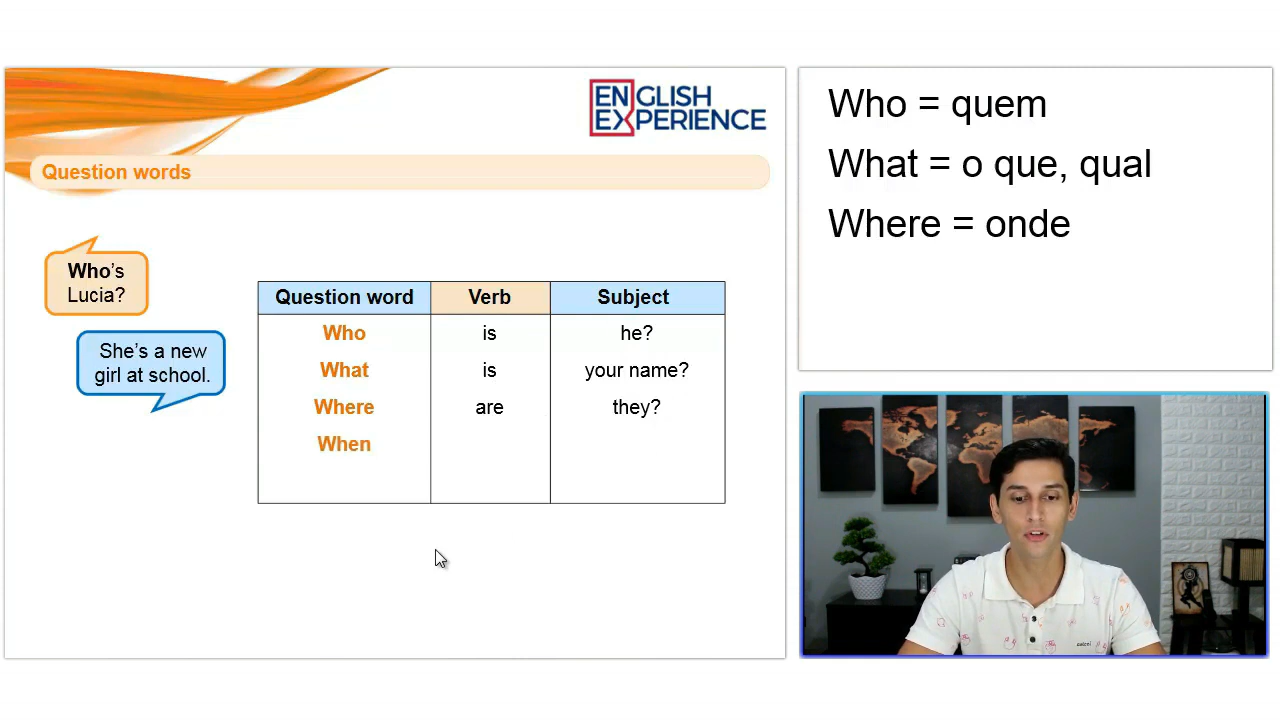 ENGLISH
EXPERIENCE
Question words
Who's
Lucia?
She's a new
girl at school.
Question word Verb Subject
Who is he?
What is your name?
Where are they?
When
Who = quem
What = o que, qual
Where = onde